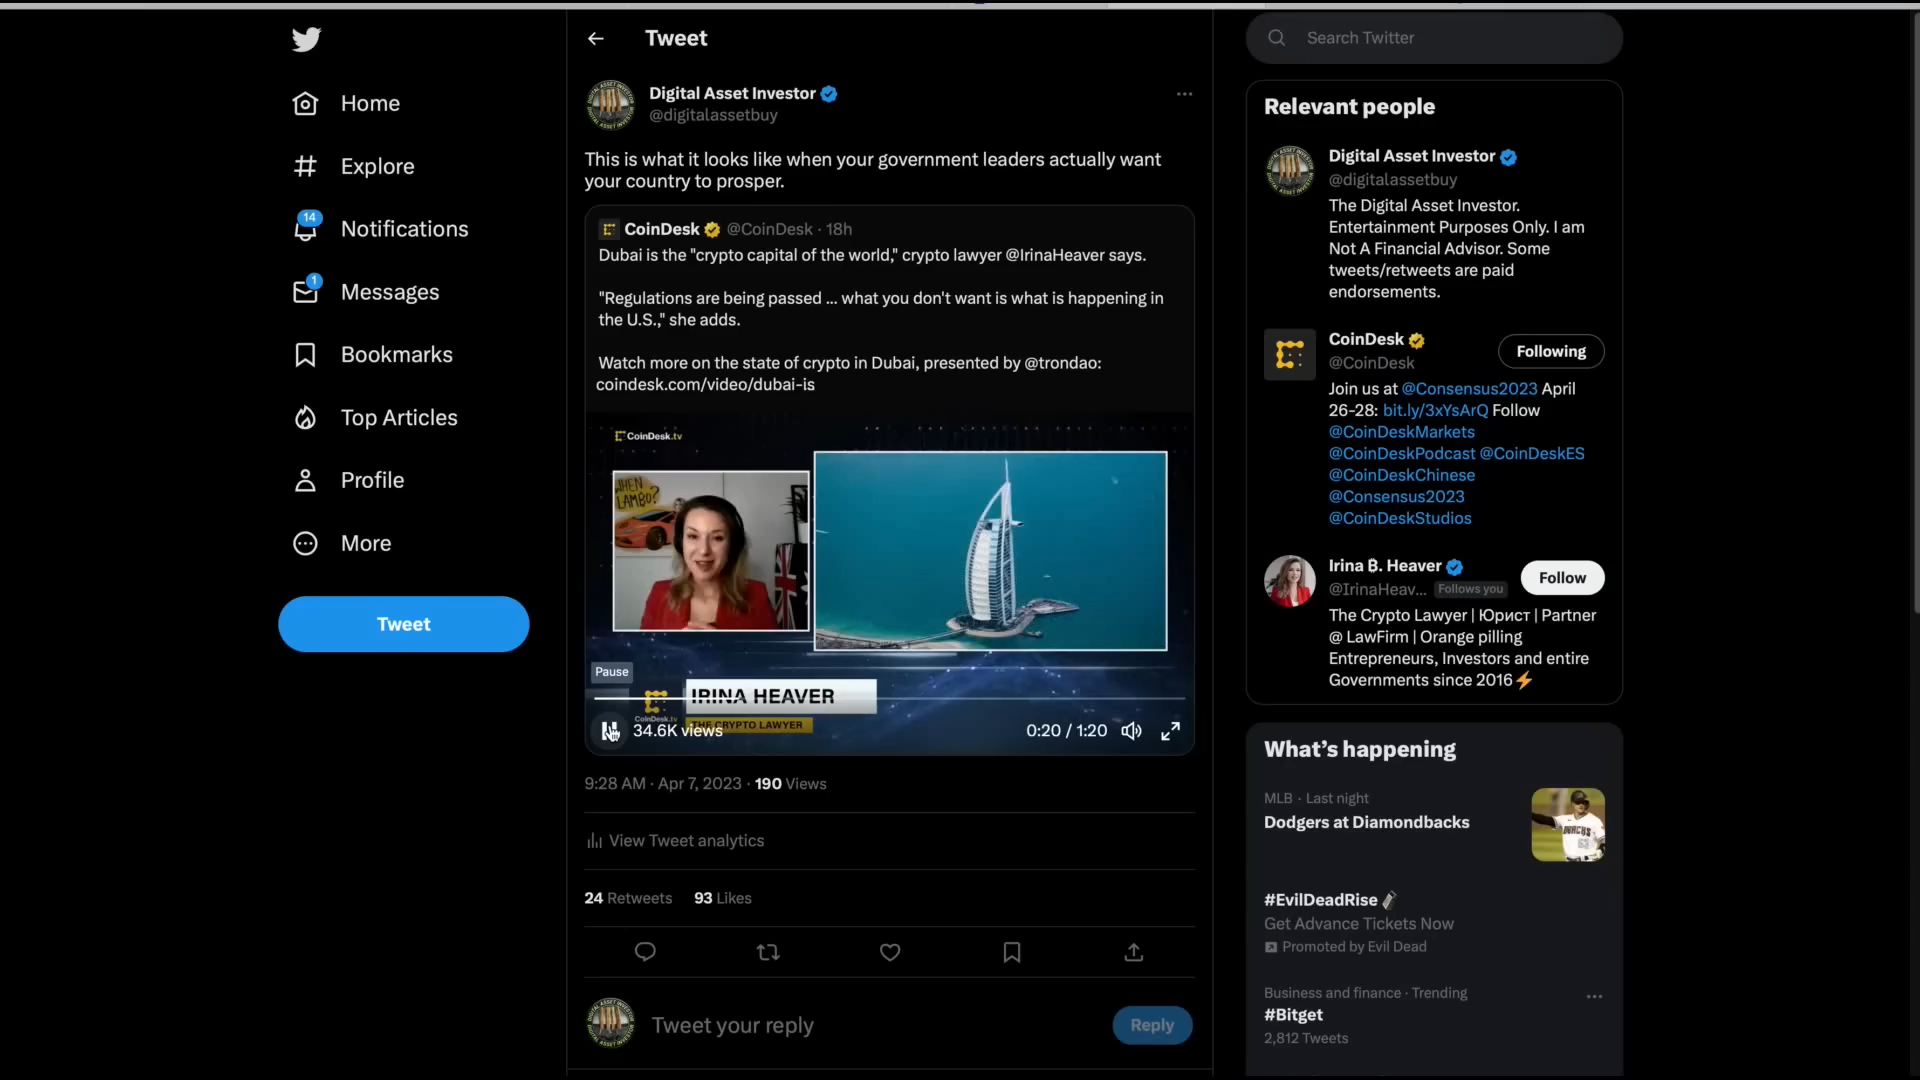 Tweet
Search Twitter
Home
Explore
14
Notifications
1
Messages
Bookmarks
Top Articles
Profile
More
Tweet
Digital Asset Investor
@digitalassetbuy
This is what it looks like when your government leaders actually want
your country to prosper.
CoinDesk @CoinDesk · 18h
Dubai is the "crypto capital of the world," crypto lawyer @IrinaHeaver says.
"Regulations are being passed ... what you don't want is what is happening in
the U.S.," she adds.
Watch more on the state of crypto in Dubai, presented by @trondao:
coindesk.com/video/dubai-is
CoinDesk.tv
WHEN
LAMBO?
Pause
IRINA HEAVER
CoinDesk.tv
THE CRYPTO LAWYER
34.6K views
0:20 / 1:20
9:28 AM · Apr 7, 2023 · 190 Views
View Tweet analytics
24 Retweets 93 Likes
Tweet your reply
Reply
Relevant people
Digital Asset Investor
@digitalassetbuy
The Digital Asset Investor.
Entertainment Purposes Only. I am
Not A Financial Advisor. Some
tweets/retweets are paid
endorsements.
CoinDesk
@CoinDesk
Following
Join us at @Consensus2023 April
26-28: bit.ly/3xYsArQ Follow
@CoinDeskMarkets
@CoinDeskPodcast @CoinDeskES
@CoinDeskChinese
@Consensus2023
@CoinDeskStudios
Irina ₿. Heaver
@IrinaHeav... Follows you
Follow
The Crypto Lawyer | Юрист | Partner
@ LawFirm | Orange pilling
Entrepreneurs, Investors and entire
Governments since 2016⚡
What's happening
MLB · Last night
Dodgers at Diamondbacks
#EvilDeadRise
Get Advance Tickets Now
Promoted by Evil Dead
Business and finance · Trending
#Bitget
2,812 Tweets